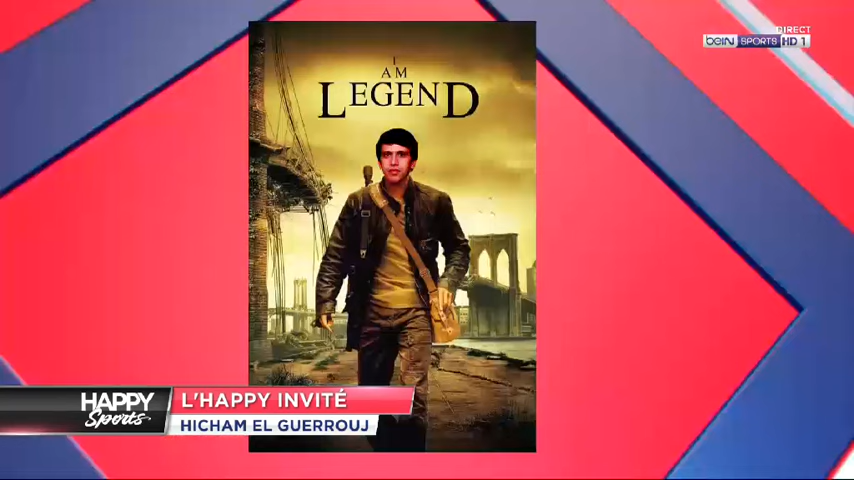 DIRECT
beIN SPORTS HD 1
I
AM
LEGEND
HAPPY
Sports
L'HAPPY INVITÉ
HICHAM EL GUERROUJ